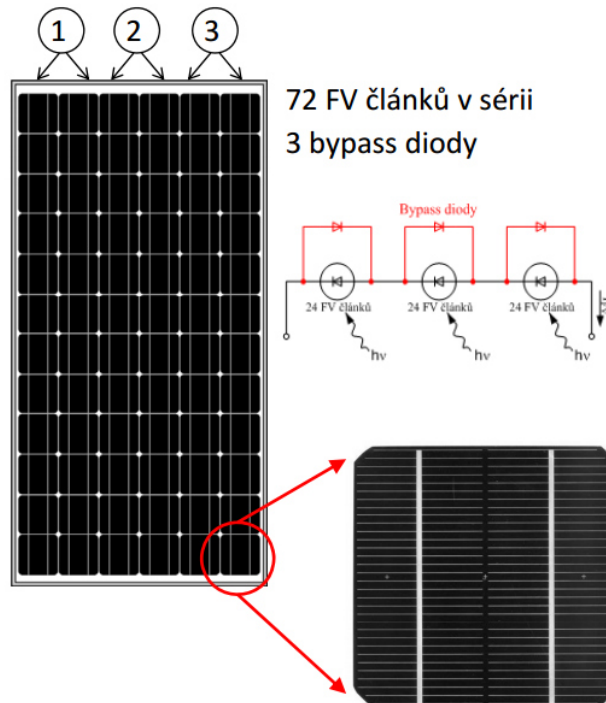 1 2 3
72 FV článků v sérii
3 bypass diody
Bypass diody
24 FV článků 24 FV článků 24 FV článků
hν hν hν